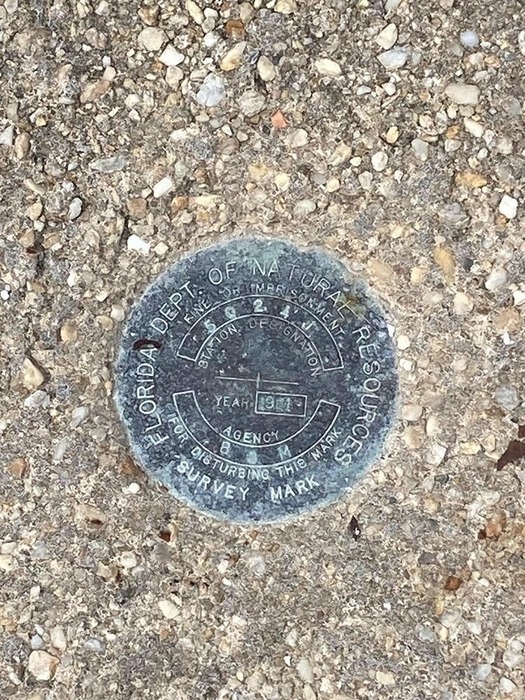 FLORIDA DEPT. OF NATURAL RESOURCES
FINE OR IMPRISONMENT
STATION DESIGNATION
YEAR
AGENCY
FOR DISTURBING THIS MARK
SURVEY MARK